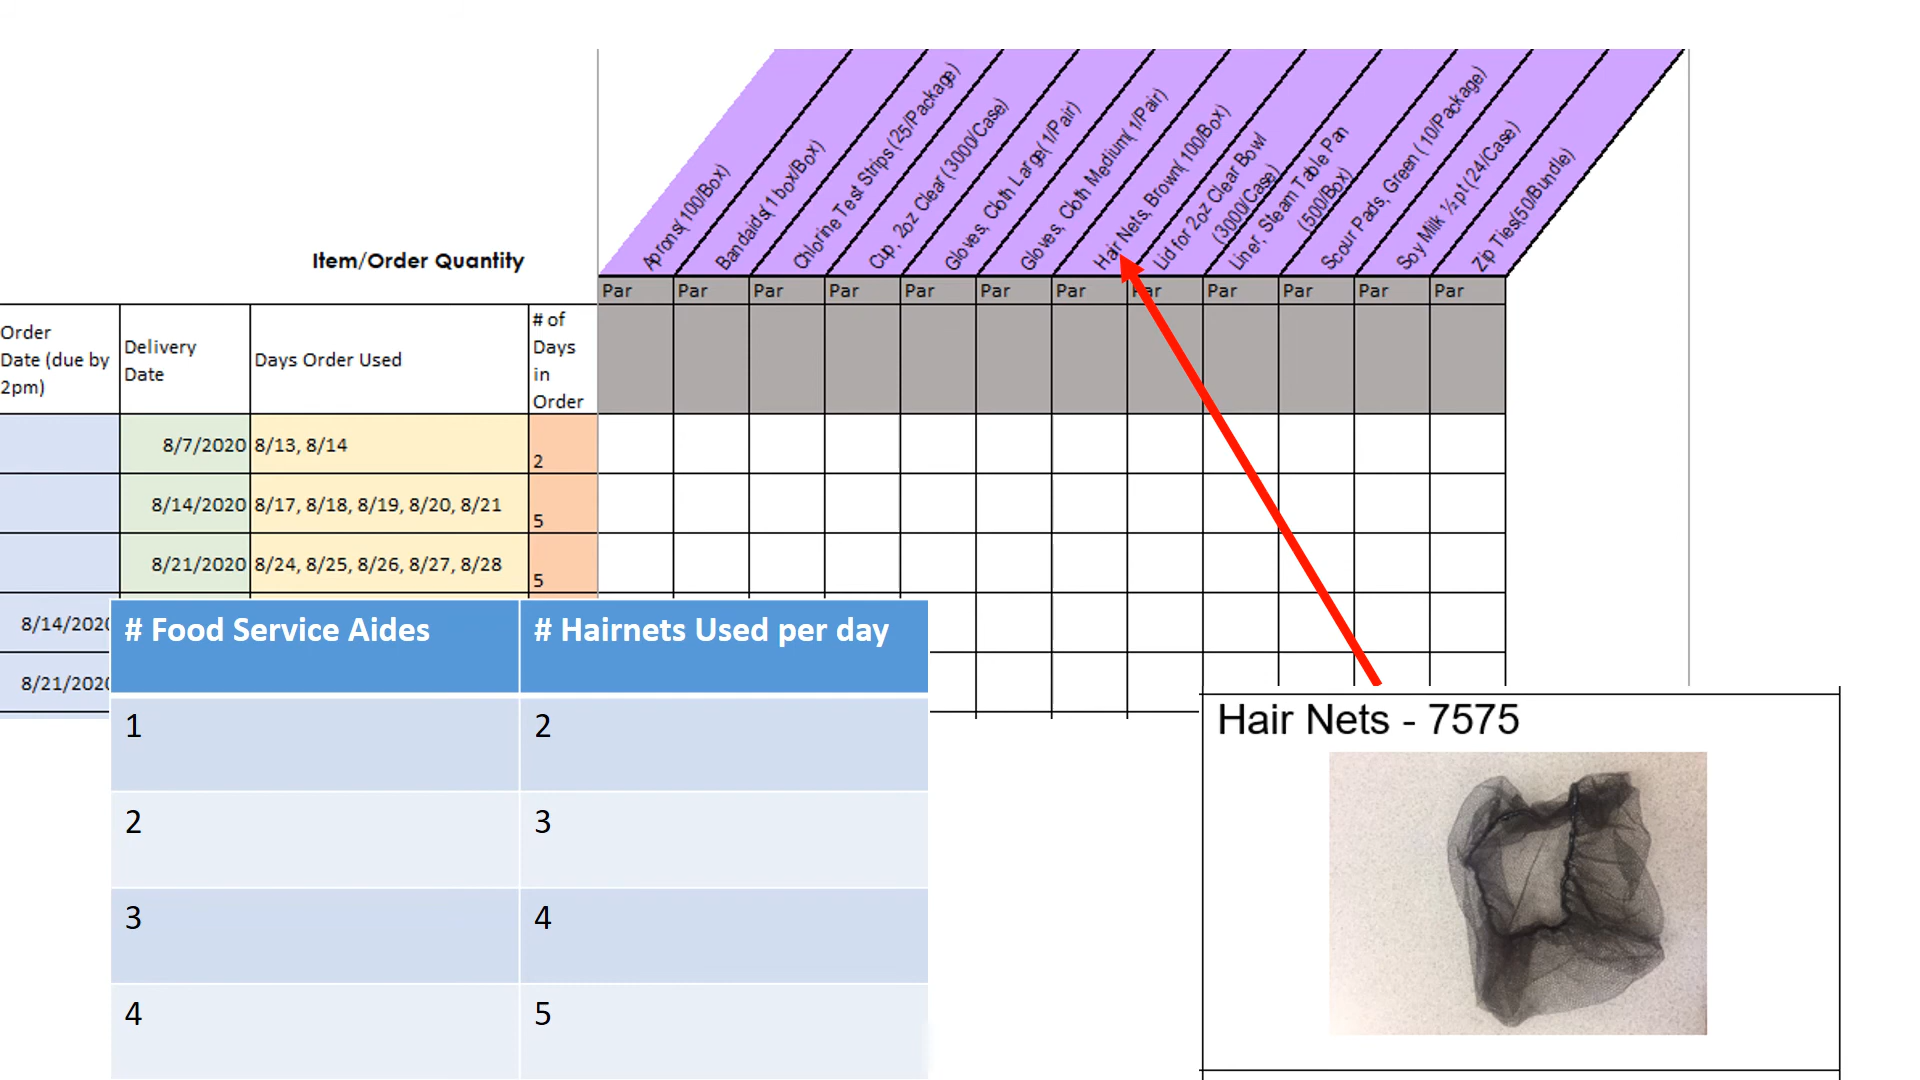 Aprons(100/Box)
Bandaids(1 box/Box)
Chlorine Test Strips (25/Package)
Cup, 2oz Clear (3000/Case)
Gloves, Cloth Large(1/Pair)
Gloves, Cloth Medium(1/Pair)
Hair Nets, Brown(100/Box)
Lid for 2oz Clear Bowl
(3000/Case)
Liner, Steam Table Pan
(500/Box)
Scour Pads, Green (10/Package)
Soy Milk ½ pt (24/Case)
Zip Ties(50/Bundle)
Item/Order Quantity
Par Par Par Par Par Par Par Par Par Par Par Par
Order
Date (due by
2pm)
Delivery
Date
Days Order Used
# of
Days
in
Order
8/7/2020 8/13, 8/14 2
8/14/2020 8/17, 8/18, 8/19, 8/20, 8/21 5
8/21/2020 8/24, 8/25, 8/26, 8/27, 8/28 5
8/14/2020
8/21/2020
# Food Service Aides # Hairnets Used per day
1 2
2 3
3 4
4 5
Hair Nets - 7575